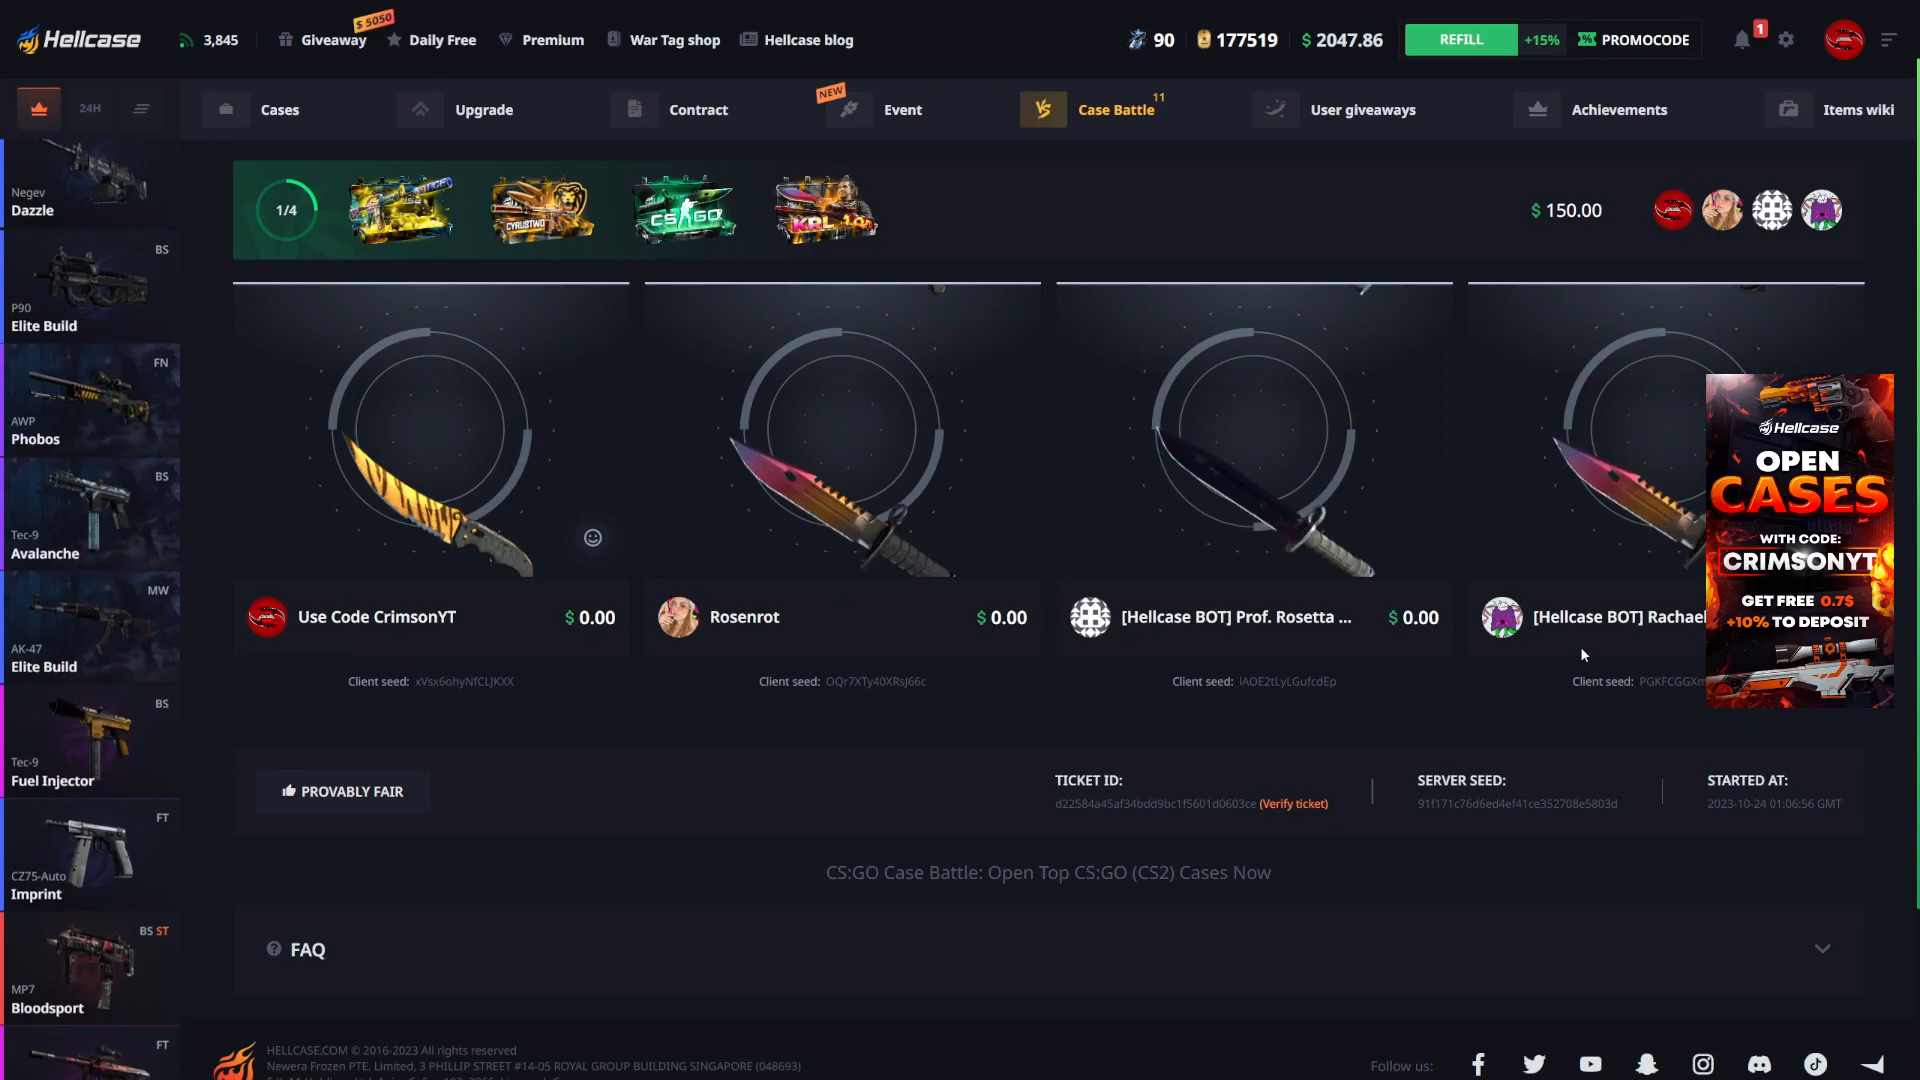 Hellcase
3,845
$ 5050
Giveaway
Daily Free
Premium
War Tag shop
Hellcase blog
90
177519
$ 2047.86
REFILL
+15%
% PROMOCODE
1
24H
Cases
Upgrade
Contract
NEW
Event
VS
Case Battle
11
User giveaways
Achievements
Items wiki
Negev
Dazzle
BS
P90
Elite Build
FN
AWP
Phobos
BS
Tec-9
Avalanche
MW
AK-47
Elite Build
BS
Tec-9
Fuel Injector
FT
CZ75-Auto
Imprint
BS ST
MP7
Bloodsport
FT
1/4
CYRUSTWO
CS GO
$ 150.00
Use Code CrimsonYT
$ 0.00
Rosenrot
$ 0.00
[Hellcase BOT] Prof. Rosetta ...
$ 0.00
[Hellcase BOT] Rachael
Client seed: xVsx6ohyNfCLJKXX
Client seed: OQr7XTy40XRsJ66c
Client seed: lAOE2tLyLGufcdEp
Client seed: PGKFCGGXm
Hellcase
OPEN
CASES
WITH CODE:
CRIMSONYT
GET FREE 0.7$
+10% TO DEPOSIT
PROVABLY FAIR
TICKET ID:
d22584a45af34bdd9bc1f5601d0603ce (Verify ticket)
SERVER SEED:
91f171c76d6ed4ef41ce352708e5803d
STARTED AT:
2023-10-24 01:06:56 GMT
CS:GO Case Battle: Open Top CS:GO (CS2) Cases Now
FAQ
HELLCASE.COM © 2016-2023 All rights reserved
Newera Frozen PTE. Limited, 3 PHILLIP STREET #14-05 ROYAL GROUP BUILDING SINGAPORE (048693)
Follow us: